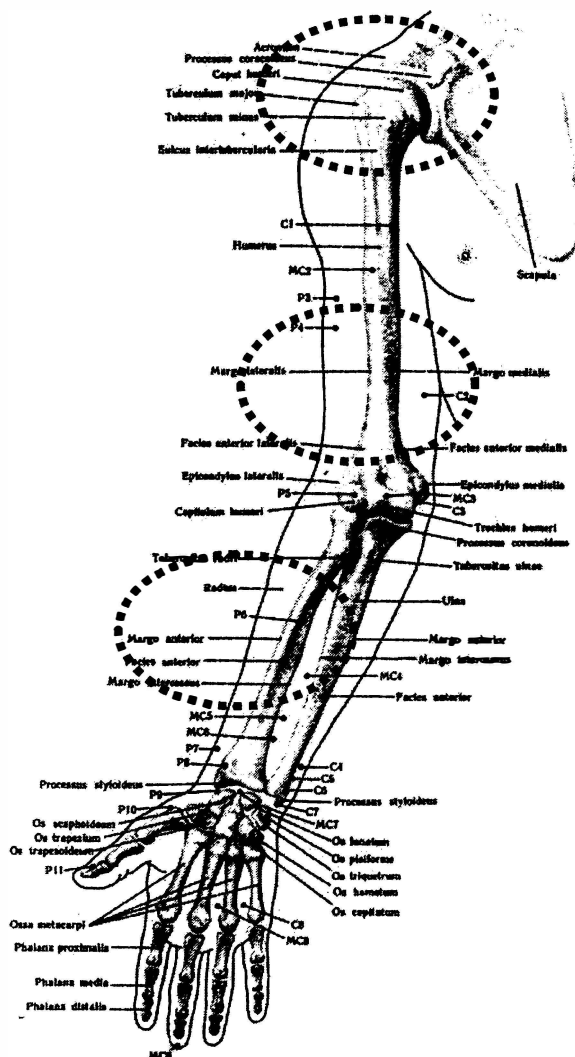 Acromion
Processus coracoideus
Caput humeri
Tuberculum majus
Tuberculum minus
Sulcus intertubercularis
C1
Humerus
MC2
Scapula
P3
P4
Margo lateralis
Margo medialis
C2
Facies anterior lateralis
Facies anterior medialis
Epicondylus lateralis
Epicondylus medialis
P5
MC3
C3
Capitulum humeri
Trochlea humeri
Processus coronoideus
Tuberositas radii
Tuberositas ulnae
Radius
Ulna
P6
Margo anterior
Margo anterior
Facies anterior
Margo interosseus
Margo interosseus
MC4
Facies anterior
MC5
MC6
P7
P8
C4
C5
Processus styloideus
C6
P9
Processus styloideus
P10
C7
Os scaphoideum
MC7
Os trapezium
Os lunatum
Os trapezoideum
Os pisiforme
P11
Os triquetrum
Os hamatum
Os capitatum
Ossa metacarpi
C8
MC8
Phalanx proximalis
Phalanx media
Phalanx distalis